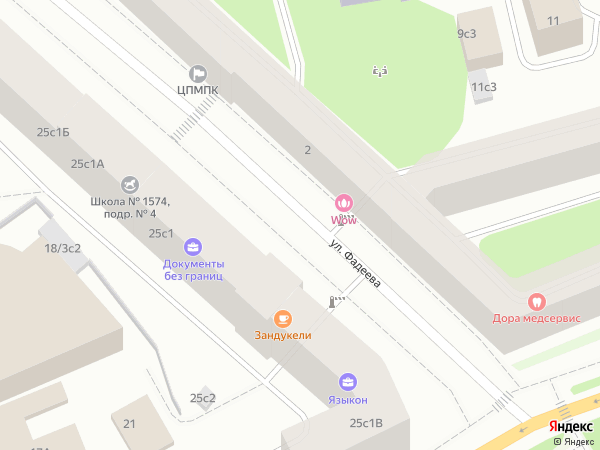 11
9с3
11с3
ЦПМПК
25с1Б
2
25с1А
Школа № 1574,
подр. № 4
Wow
25с1
18/3с2
ул. Фадеева
Документы
без границ
Дора медсервис
Зандукели
25с2
Языкон
21
25с1В
Яндекс
© Яндекс